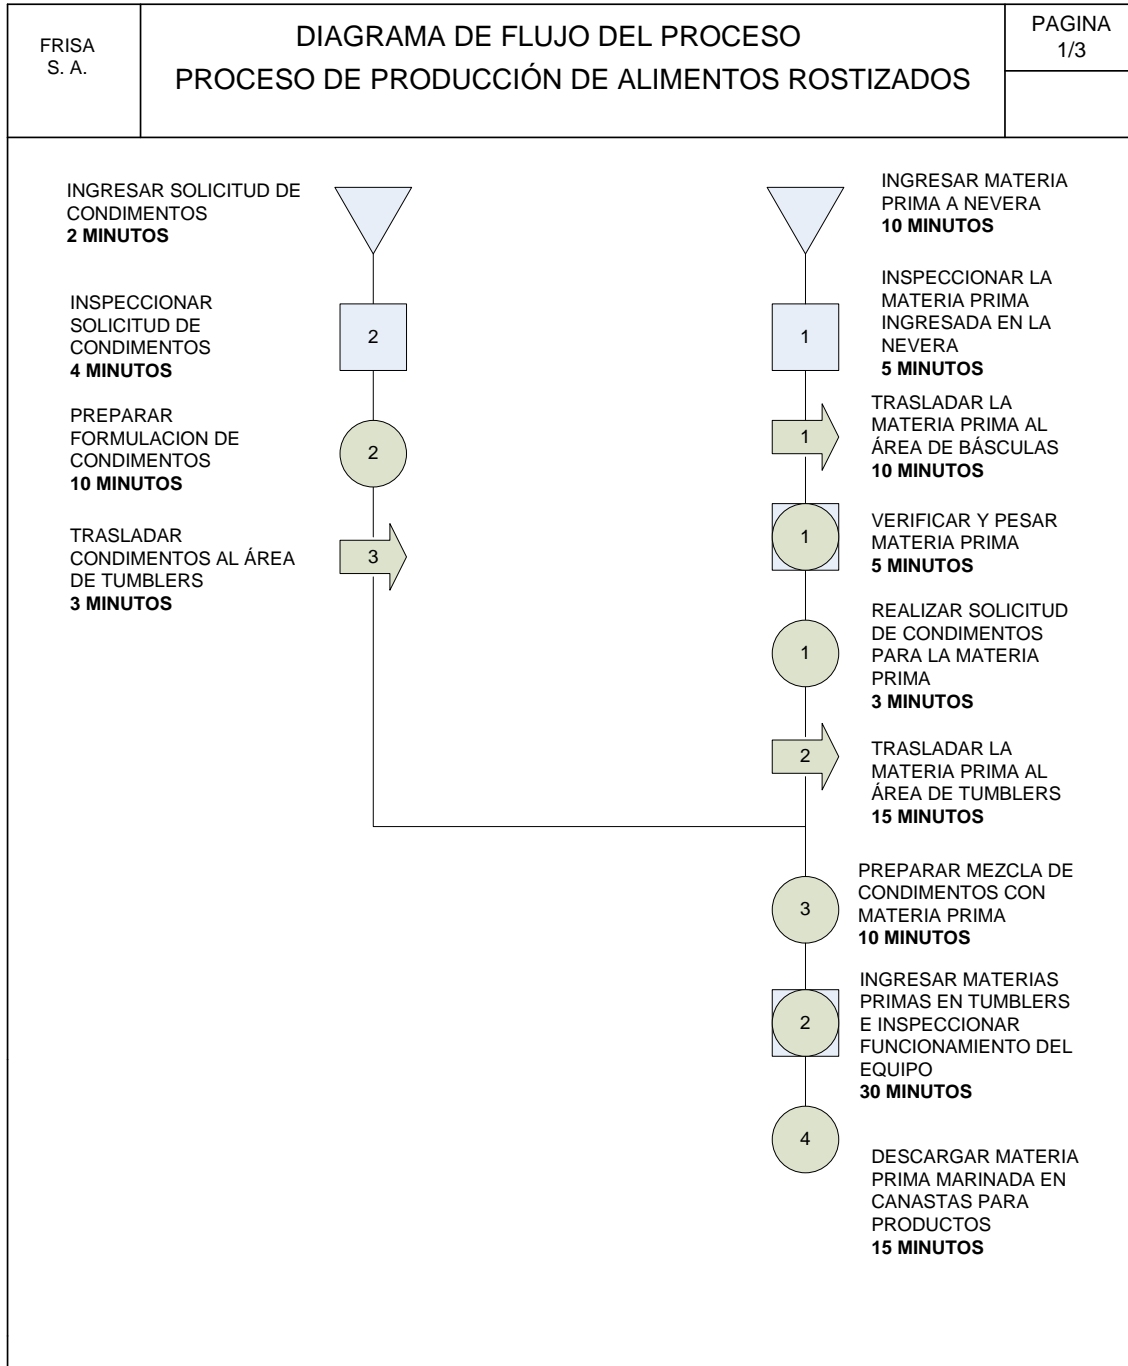 FRISA
S. A.
DIAGRAMA DE FLUJO DEL PROCESO
PROCESO DE PRODUCCIÓN DE ALIMENTOS ROSTIZADOS
PAGINA
1/3
INGRESAR SOLICITUD DE
CONDIMENTOS
2 MINUTOS
INSPECCIONAR
SOLICITUD DE
CONDIMENTOS
4 MINUTOS
2
PREPARAR
FORMULACION DE
CONDIMENTOS
10 MINUTOS
2
TRASLADAR
CONDIMENTOS AL ÁREA
DE TUMBLERS
3 MINUTOS
3
INGRESAR MATERIA
PRIMA A NEVERA
10 MINUTOS
1
INSPECCIONAR LA
MATERIA PRIMA
INGRESADA EN LA
NEVERA
5 MINUTOS
1
TRASLADAR LA
MATERIA PRIMA AL
ÁREA DE BÁSCULAS
10 MINUTOS
1
VERIFICAR Y PESAR
MATERIA PRIMA
5 MINUTOS
1
REALIZAR SOLICITUD
DE CONDIMENTOS
PARA LA MATERIA
PRIMA
3 MINUTOS
2
TRASLADAR LA
MATERIA PRIMA AL
ÁREA DE TUMBLERS
15 MINUTOS
3
PREPARAR MEZCLA DE
CONDIMENTOS CON
MATERIA PRIMA
10 MINUTOS
2
INGRESAR MATERIAS
PRIMAS EN TUMBLERS
E INSPECCIONAR
FUNCIONAMIENTO DEL
EQUIPO
30 MINUTOS
4
DESCARGAR MATERIA
PRIMA MARINADA EN
CANASTAS PARA
PRODUCTOS
15 MINUTOS